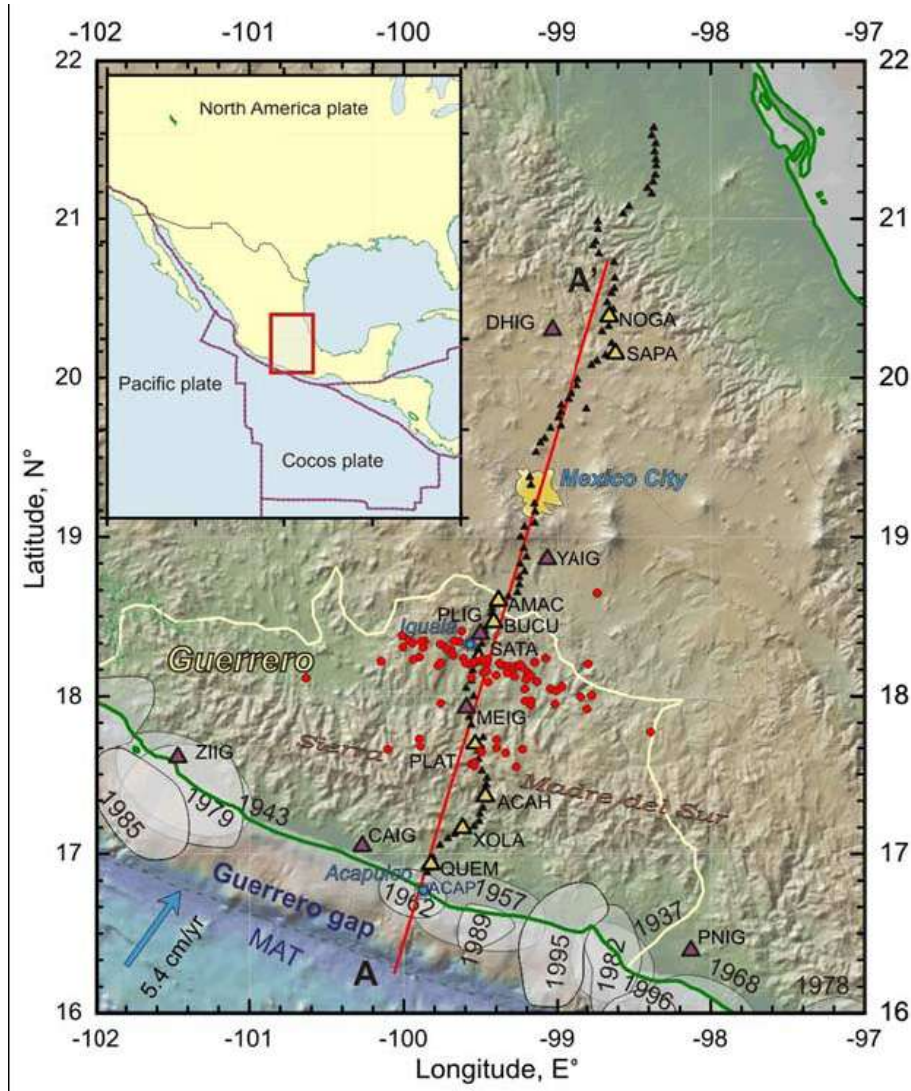 -102 -101 -100 -99 -98 -97
22 22
North America plate
21 21
A'
DHIG NOGA
SAPA
Pacific plate
20 20
Cocos plate
Mexico City
19 19
YAIG
AMAC
PLIG BUCU
Iguala
SATA
Guerrero
18 18
MEIG
ZIIG Sierra PLAT
Madre del Sur
ACAH
1985 1979 1943
XOLA
CAIG
17 17
QUEM
Acapulco ACAP
Guerrero gap 1962 1957
1989 1937
PNIG
1995 1982 1968
MAT
5.4 cm/yr
A 1996 1978
16 16
-102 -101 -100 -99 -98 -97
Latitude, N°
Longitude, E°